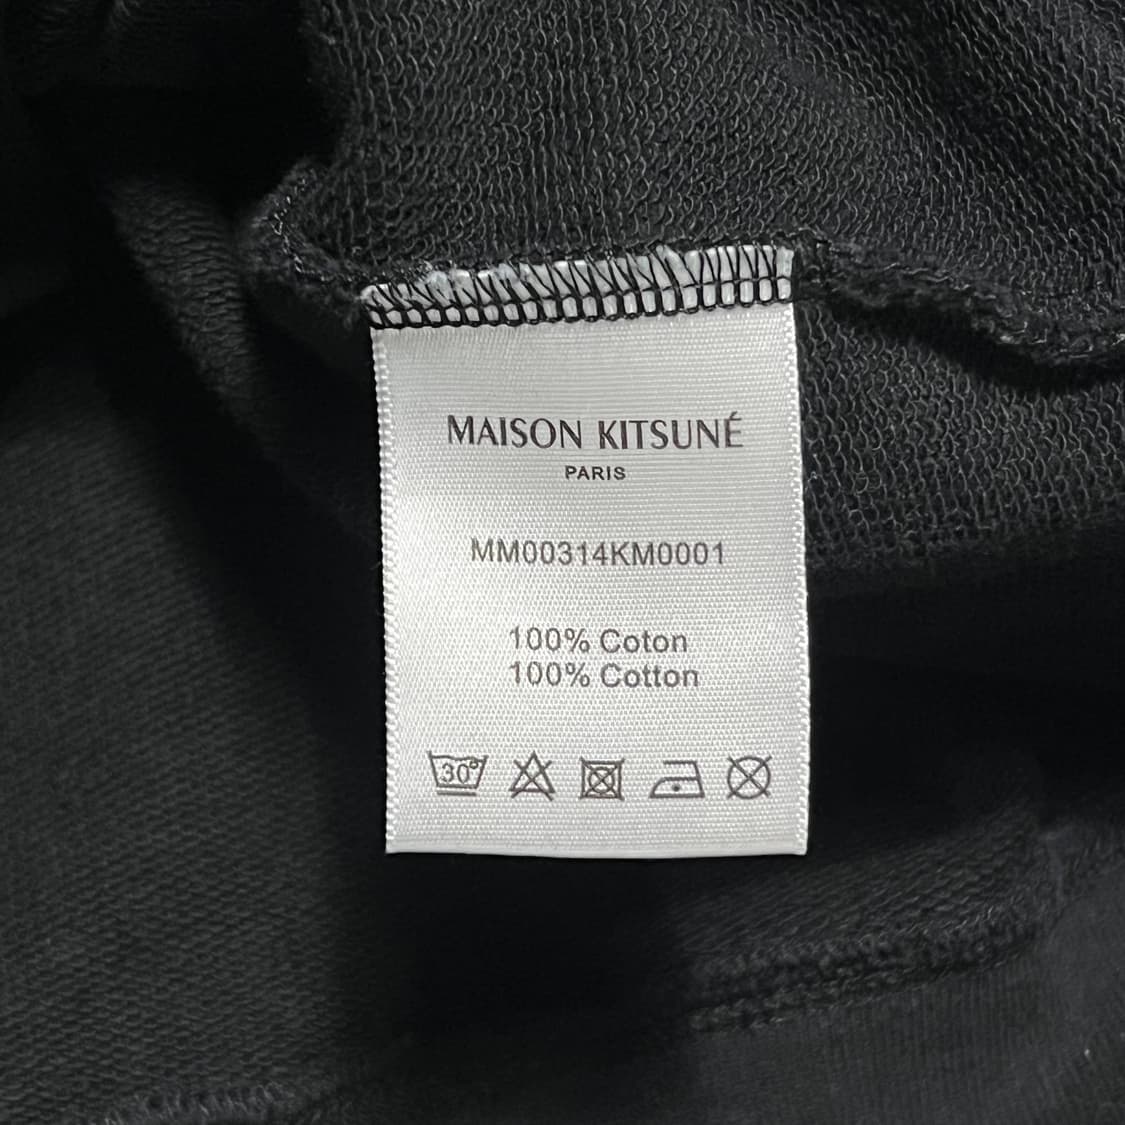 MAISON KITSUNÉ
PARIS
MM00314KM0001
100% Coton
100% Cotton
30°